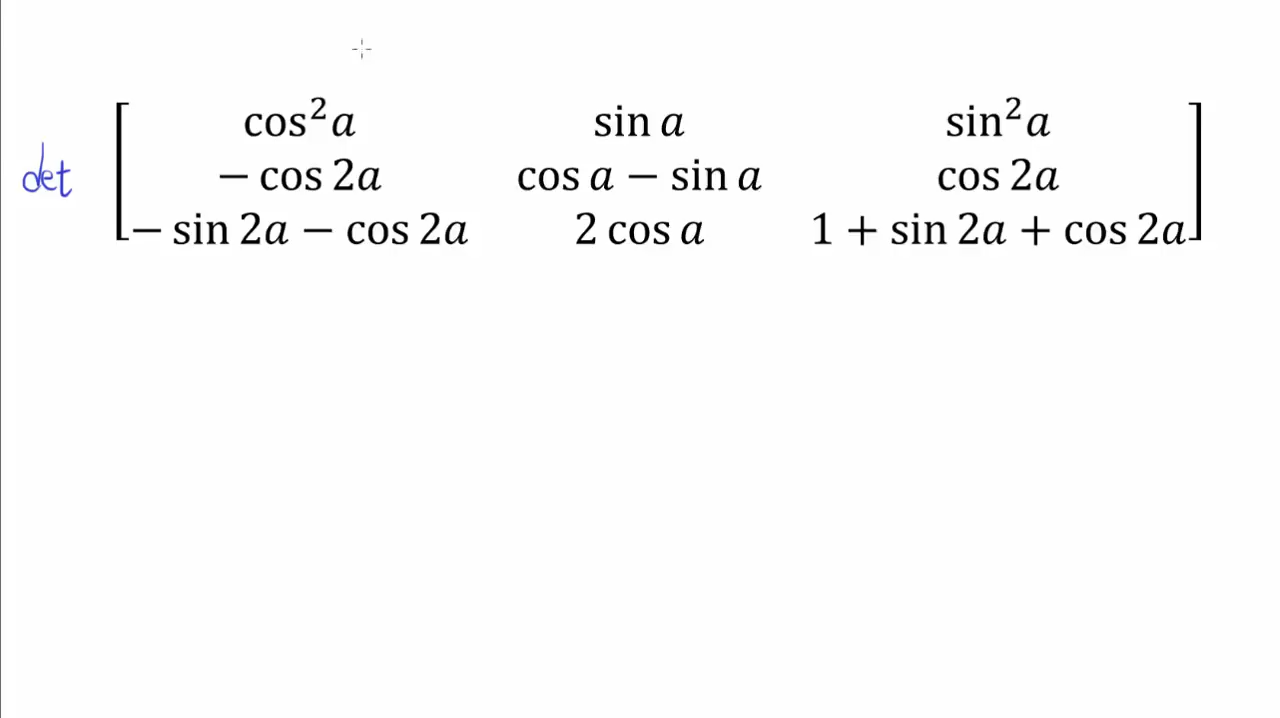 cos²a sin a sin²a
det − cos 2a cos a − sin a cos 2a
− sin 2a − cos 2a 2 cos a 1 + sin 2a + cos 2a